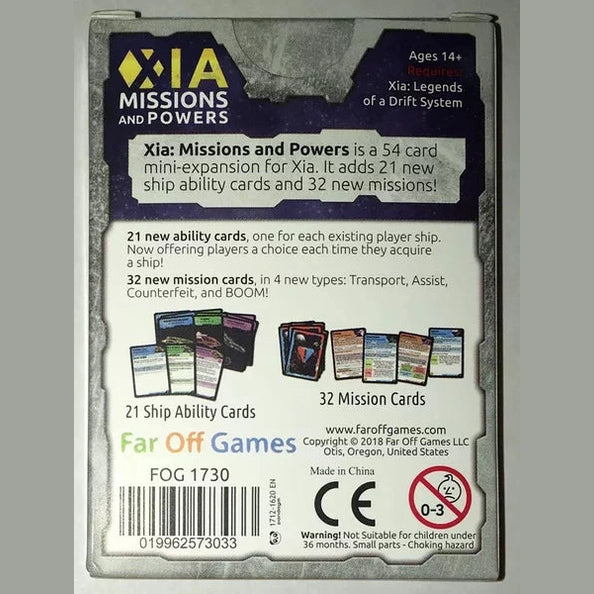 XIA
MISSIONS
AND POWERS
Ages 14+
Requires:
Xia: Legends
of a Drift System
Xia: Missions and Powers is a 54 card
mini-expansion for Xia. It adds 21 new
ship ability cards and 32 new missions!
21 new ability cards, one for each existing player ship.
Now offering players a choice each time they acquire
a ship!
32 new mission cards, in 4 new types: Transport, Assist,
Counterfeit, and BOOM!
21 Ship Ability Cards
32 Mission Cards
Far Off Games
www.faroffgames.com
Copyright © 2018 Far Off Games LLC
Otis, Oregon, United States
FOG 1730
019962573033
1712-1620 EN
Made in China
CE
0-3
Warning! Not Suitable for children under
36 months. Small parts - Choking hazard